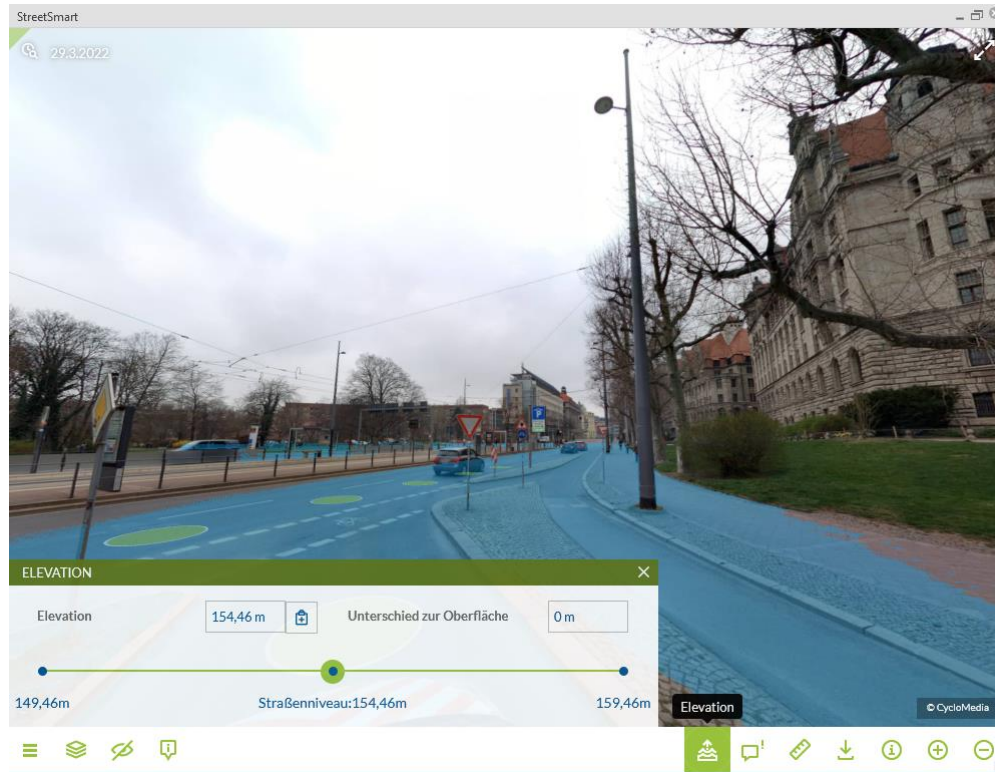 StreetSmart
29.3.2022
ELEVATION
Elevation 154,46 m Unterschied zur Oberfläche 0 m
149,46m Straßenniveau:154,46m 159,46m
Elevation
© CycloMedia